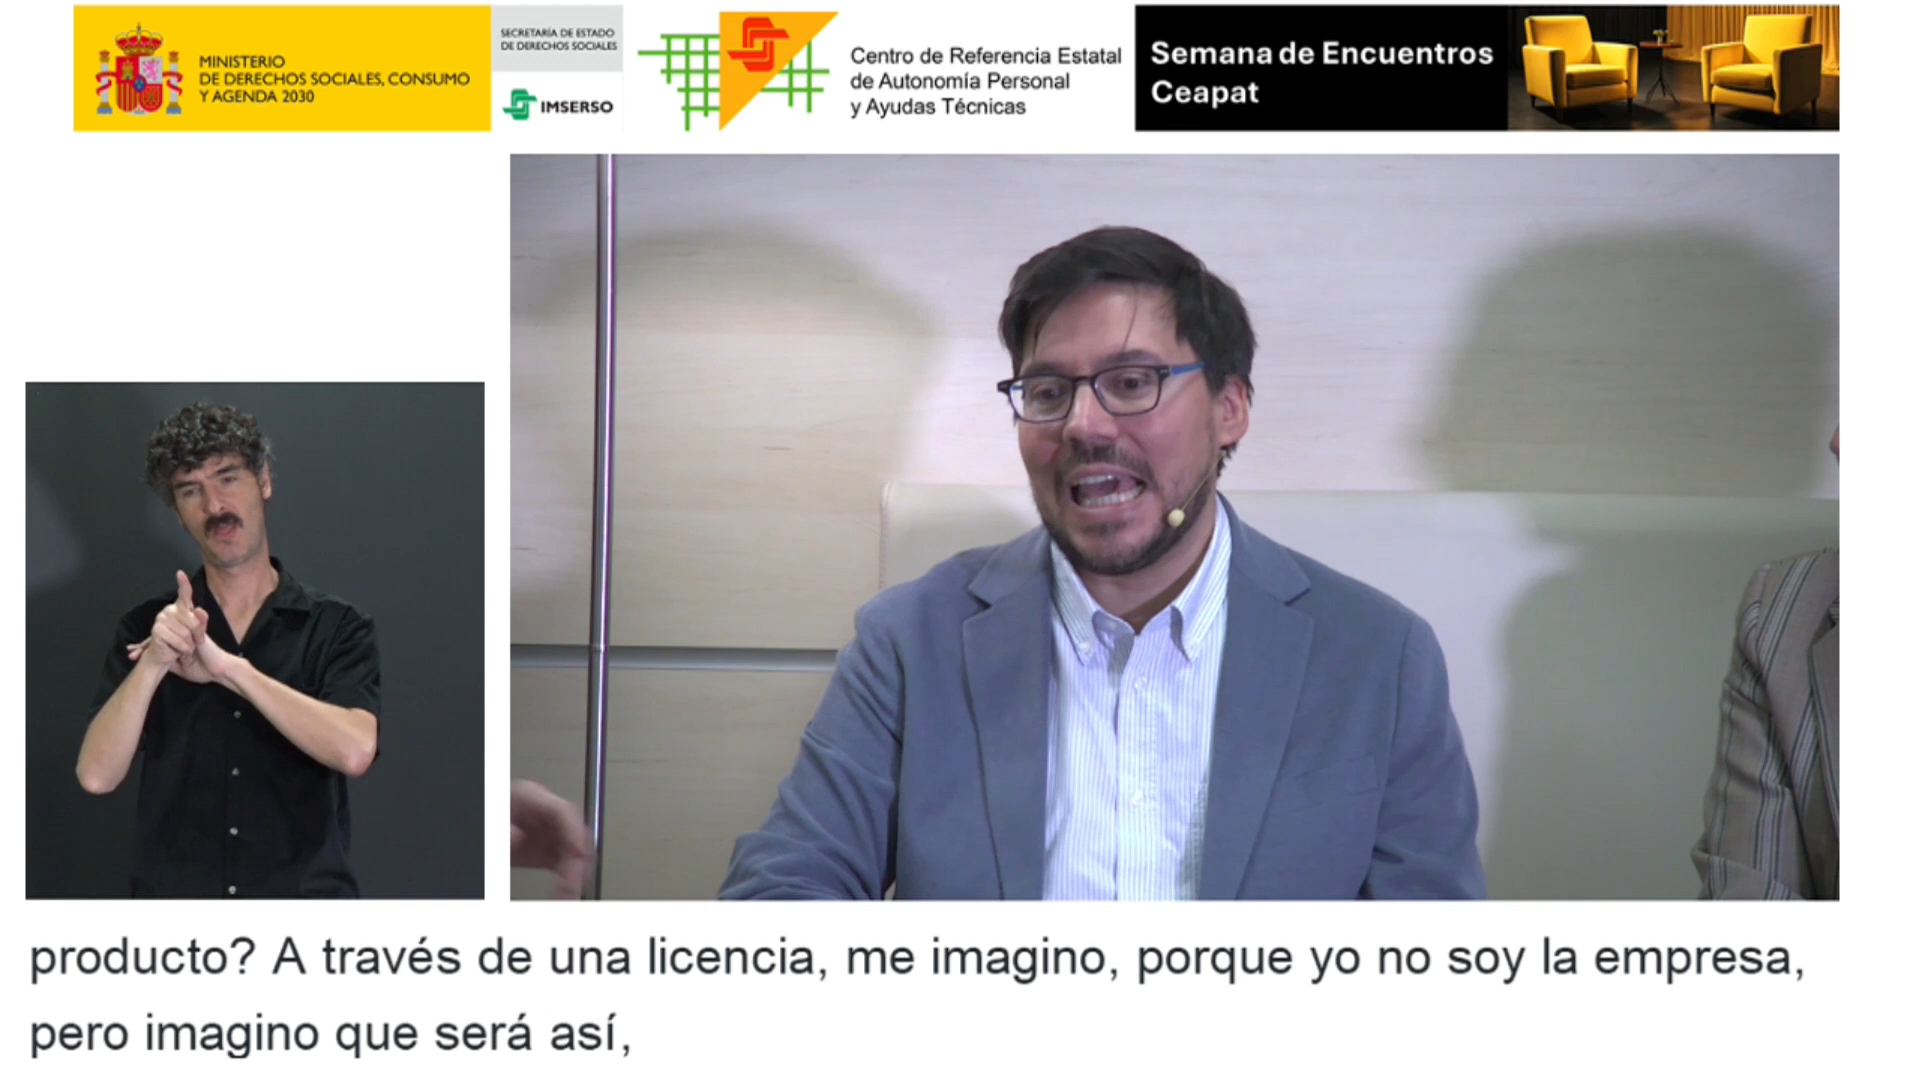 MINISTERIO
DE DERECHOS SOCIALES, CONSUMO
Y AGENDA 2030
SECRETARÍA DE ESTADO
DE DERECHOS SOCIALES
IMSERSO
Centro de Referencia Estatal
de Autonomía Personal
y Ayudas Técnicas
Semana de Encuentros
Ceapat
producto? A través de una licencia, me imagino, porque yo no soy la empresa,
pero imagino que será así,